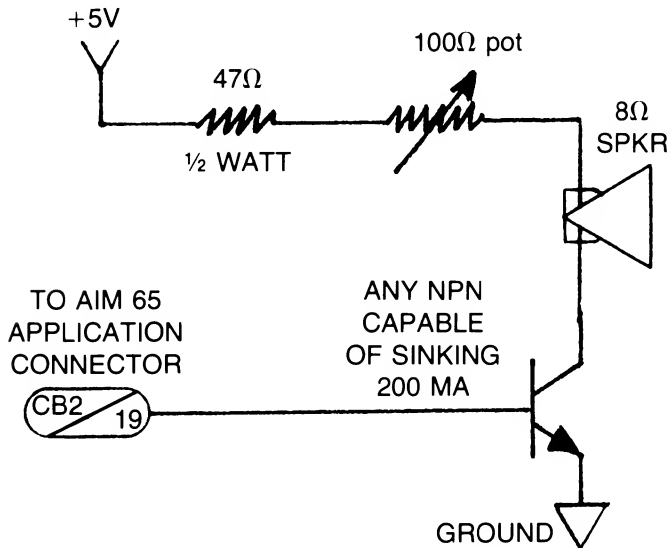 +5V
47Ω
½ WATT
100Ω pot
8Ω
SPKR
TO AIM 65
APPLICATION
CONNECTOR
CB2
19
ANY NPN
CAPABLE
OF SINKING
200 MA
GROUND